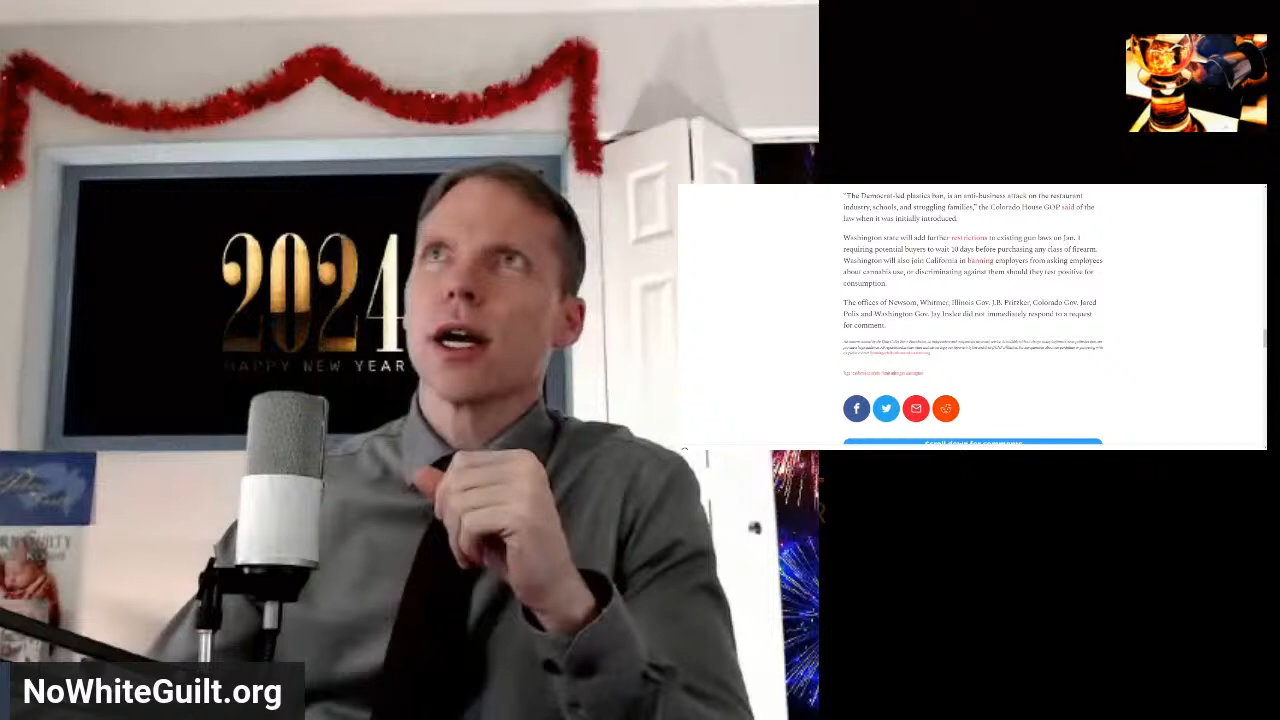 2024
HAPPY NEW YEAR
NoWhiteGuilt.org
"The Democrat-led plastics ban, is an anti-business attack on the restaurant
industry, schools, and struggling families," the Colorado House GOP said of the
law when it was initially introduced.
Washington state will add further restrictions to existing gun laws on Jan. 1
requiring potential buyers to wait 10 days before purchasing any class of firearm.
Washington will also join California in banning employers from asking employees
about cannabis use, or discriminating against them should they test positive for
consumption.
The offices of Newsom, Whitmer, Illinois Gov. J.B. Pritzker, Colorado Gov. Jared
Polis and Washington Gov. Jay Inslee did not immediately respond to a request
for comment.
Scroll down for comments